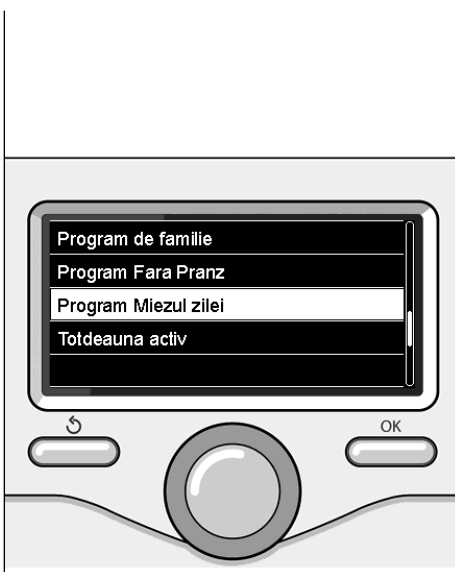 Program de familie
Program Fara Pranz
Program Miezul zilei
Totdeauna activ
OK